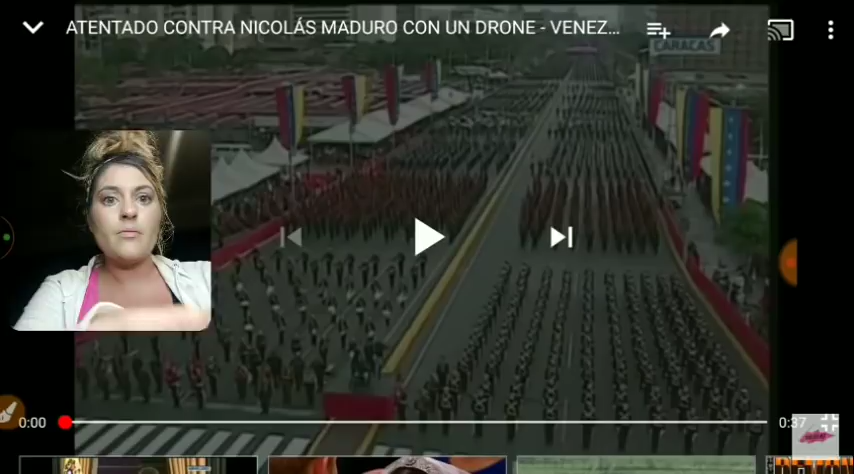 ATENTADO CONTRA NICOLÁS MADURO CON UN DRONE - VENEZ...
CARACAS
0:00
0:37